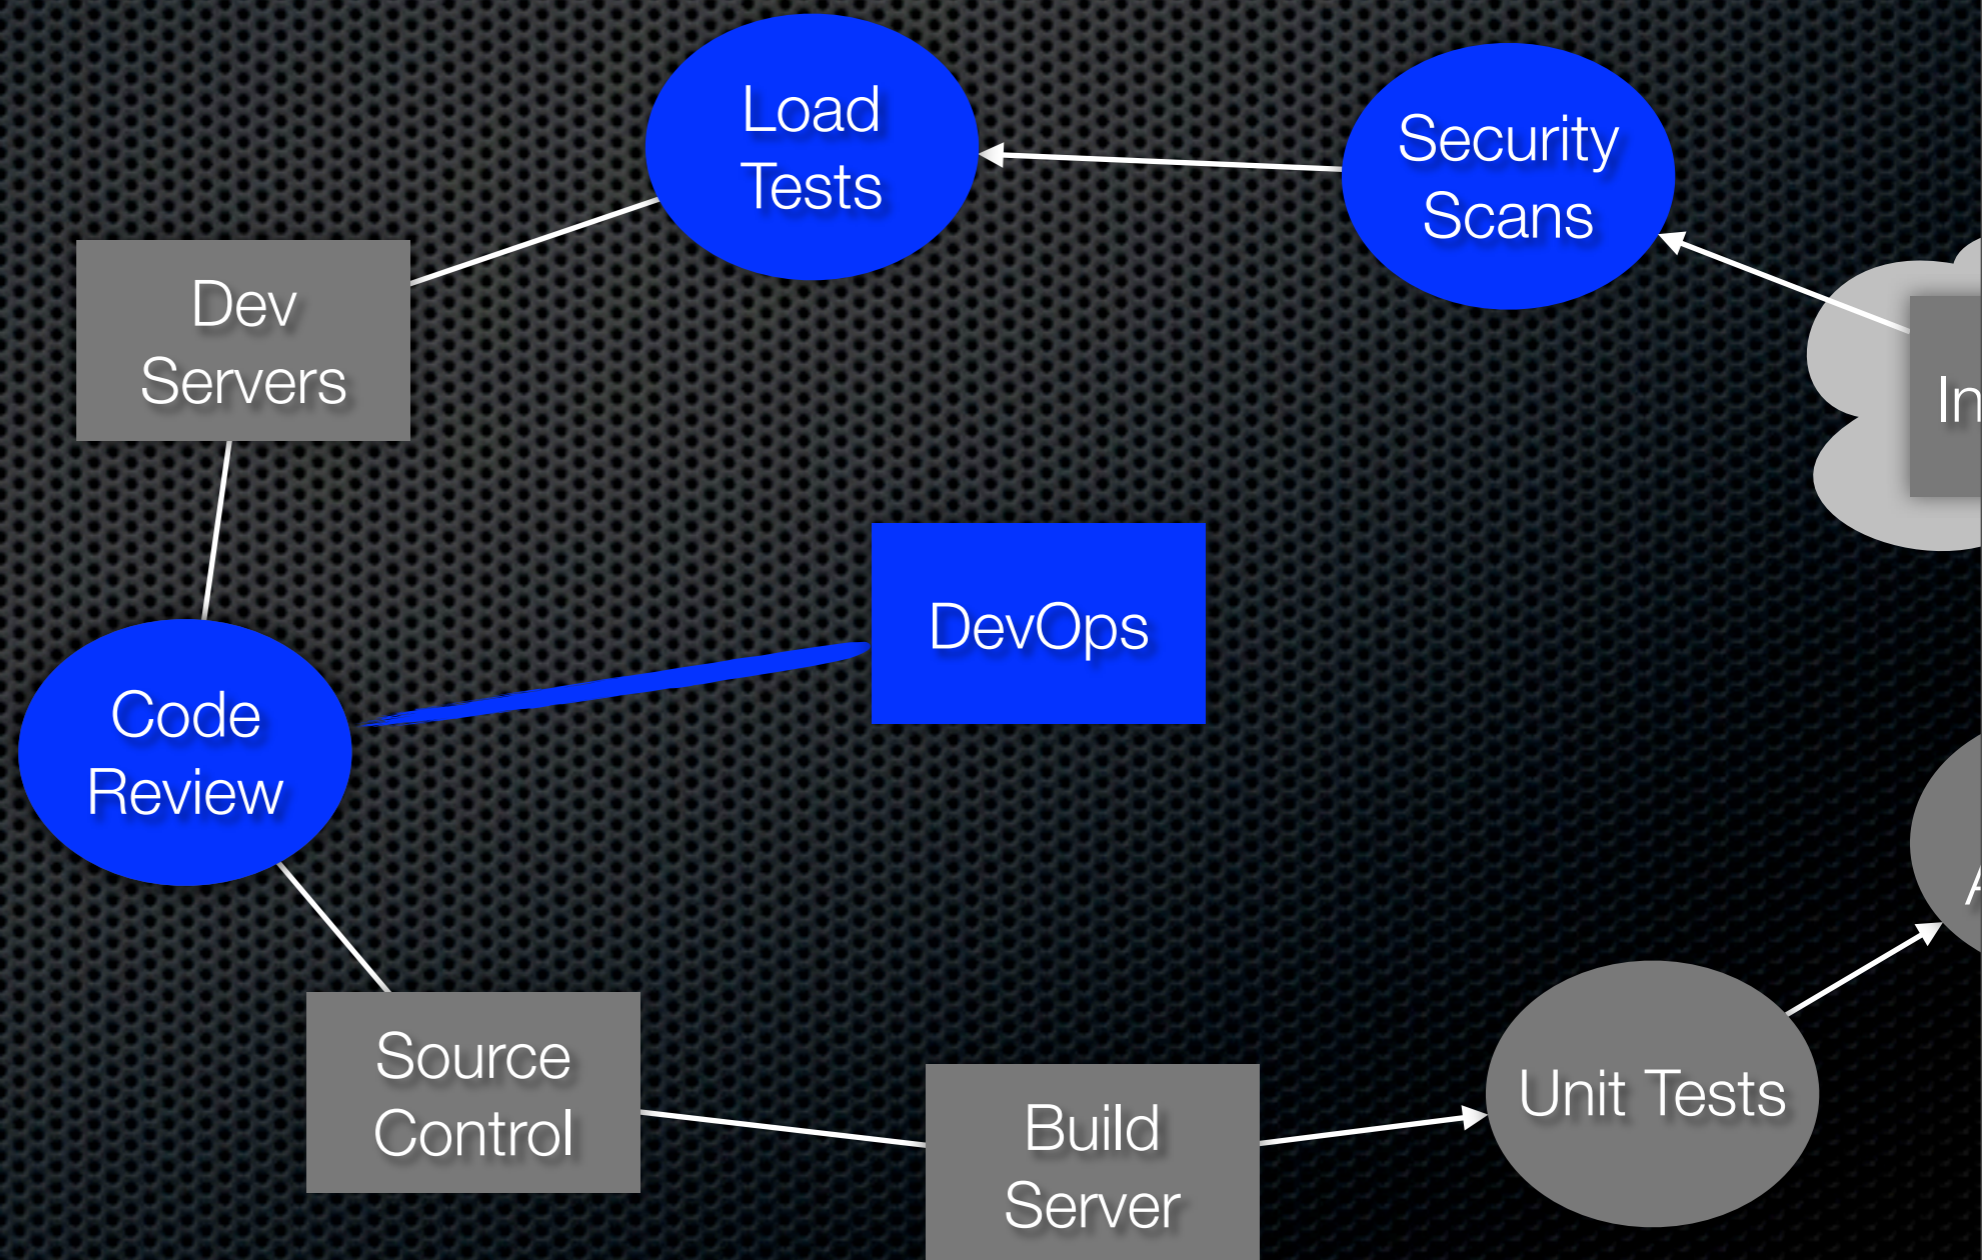 Load
Tests
Security
Scans
Dev
Servers
DevOps
Code
Review
Source
Control
Build
Server
Unit Tests